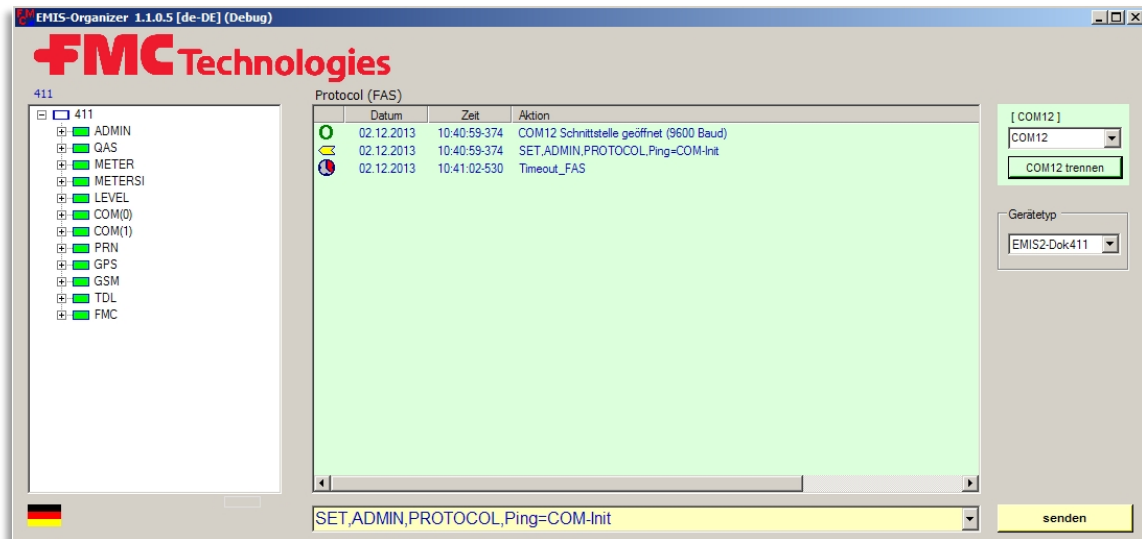 EMIS-Organizer 1.1.0.5 [de-DE] (Debug)
FMC Technologies
411
411
ADMIN
QAS
METER
METERSI
LEVEL
COM(0)
COM(1)
PRN
GPS
GSM
TDL
FMC
Protocol (FAS)
Datum Zeit Aktion
02.12.2013 10:40:59-374 COM12 Schnittstelle geöffnet (9600 Baud)
02.12.2013 10:40:59-374 SET,ADMIN,PROTOCOL,Ping=COM-Init
02.12.2013 10:41:02-530 Timeout_FAS
[ COM12 ]
COM12
COM12 trennen
Gerätetyp
EMIS2-Dok411
SET,ADMIN,PROTOCOL,Ping=COM-Init
senden